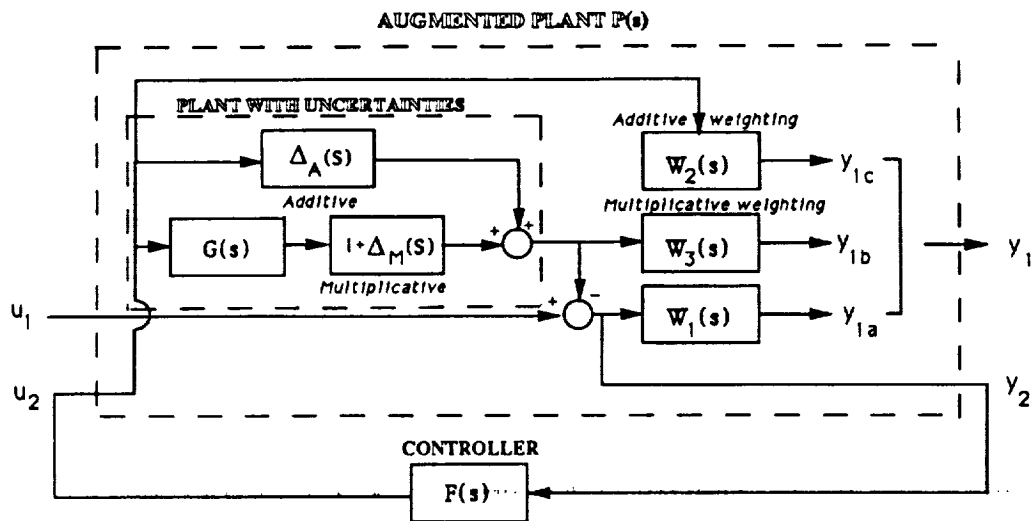 AUGMENTED PLANT P(s)
PLANT WITH UNCERTAINTIES
Additive weighting
Δ_A(S)
W_2(s)
y_1c
Additive
Multiplicative weighting
+ +
G(s)
1+Δ_M(S)
W_3(s)
y_1b
y_1
Multiplicative
+ -
u_1
W_1(s)
y_1a
u_2
y_2
CONTROLLER
F(s)